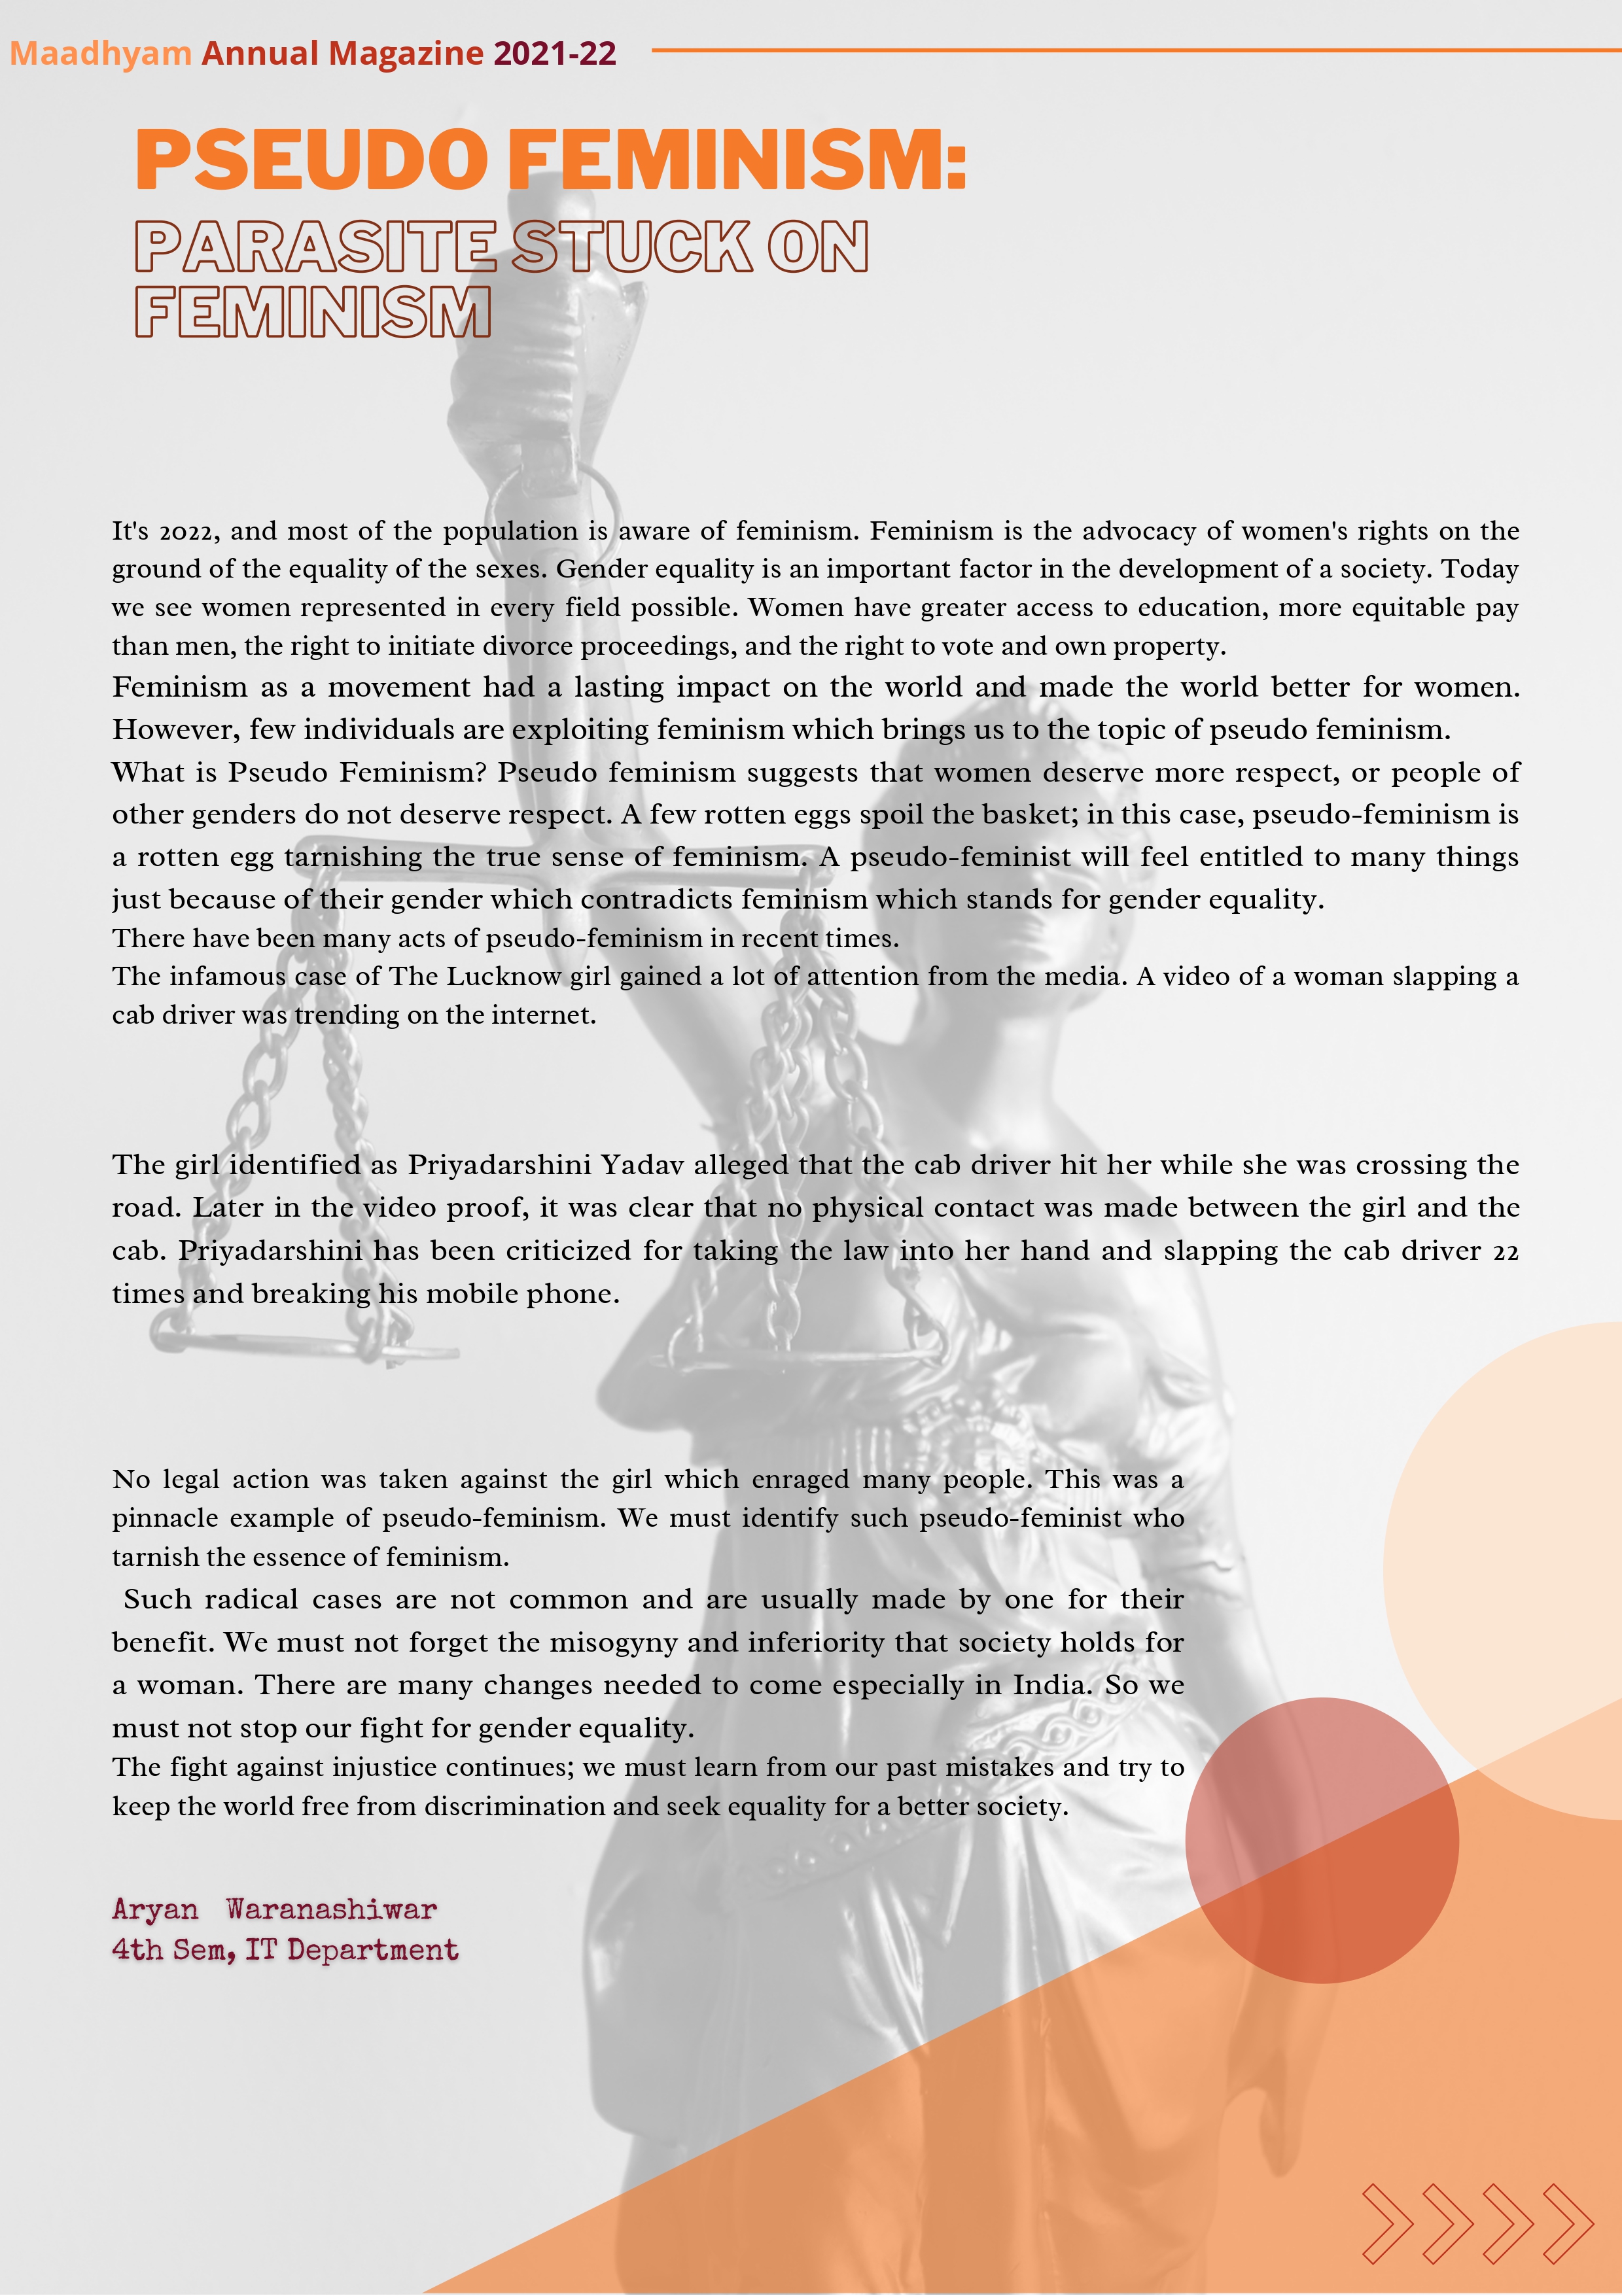 Maadhyam Annual Magazine 2021-22
PSEUDO FEMINISM:
PARASITE STUCK ON
FEMINISM
It's 2022, and most of the population is aware of feminism. Feminism is the advocacy of women's rights on the
ground of the equality of the sexes. Gender equality is an important factor in the development of a society. Today
we see women represented in every field possible. Women have greater access to education, more equitable pay
than men, the right to initiate divorce proceedings, and the right to vote and own property.
Feminism as a movement had a lasting impact on the world and made the world better for women.
However, few individuals are exploiting feminism which brings us to the topic of pseudo feminism.
What is Pseudo Feminism? Pseudo feminism suggests that women deserve more respect, or people of
other genders do not deserve respect. A few rotten eggs spoil the basket; in this case, pseudo-feminism is
a rotten egg tarnishing the true sense of feminism. A pseudo-feminist will feel entitled to many things
just because of their gender which contradicts feminism which stands for gender equality.
There have been many acts of pseudo-feminism in recent times.
The infamous case of The Lucknow girl gained a lot of attention from the media. A video of a woman slapping a
cab driver was trending on the internet.
The girl identified as Priyadarshini Yadav alleged that the cab driver hit her while she was crossing the
road. Later in the video proof, it was clear that no physical contact was made between the girl and the
cab. Priyadarshini has been criticized for taking the law into her hand and slapping the cab driver 22
times and breaking his mobile phone.
No legal action was taken against the girl which enraged many people. This was a
pinnacle example of pseudo-feminism. We must identify such pseudo-feminist who
tarnish the essence of feminism.
Such radical cases are not common and are usually made by one for their
benefit. We must not forget the misogyny and inferiority that society holds for
a woman. There are many changes needed to come especially in India. So we
must not stop our fight for gender equality.
The fight against injustice continues; we must learn from our past mistakes and try to
keep the world free from discrimination and seek equality for a better society.
Aryan Waranashiwar
4th Sem, IT Department